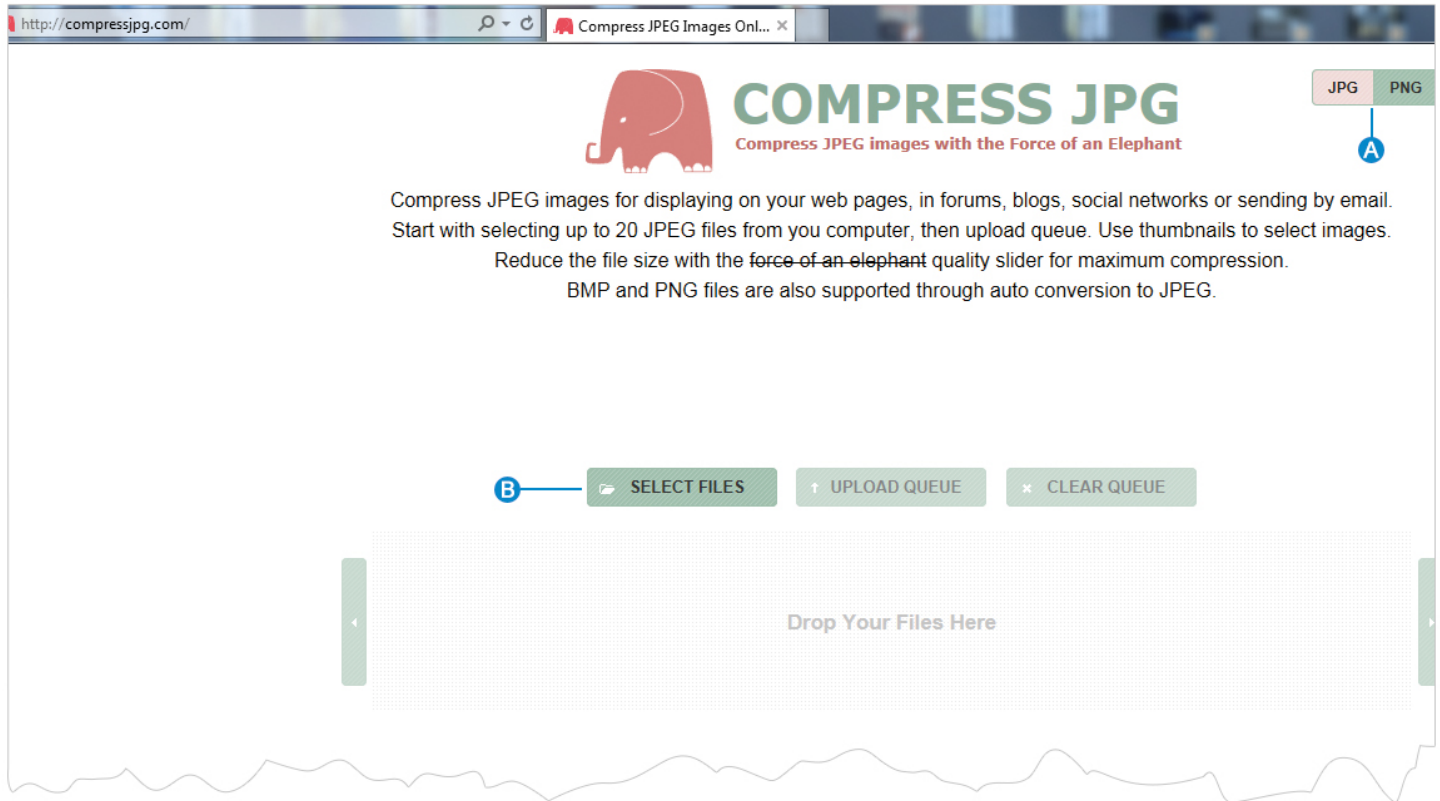 http://compressjpg.com/
Compress JPEG Images Onl...
COMPRESS JPG
Compress JPEG images with the Force of an Elephant
JPG PNG
A
Compress JPEG images for displaying on your web pages, in forums, blogs, social networks or sending by email.
Start with selecting up to 20 JPEG files from you computer, then upload queue. Use thumbnails to select images.
Reduce the file size with the force of an elephant quality slider for maximum compression.
BMP and PNG files are also supported through auto conversion to JPEG.
B
SELECT FILES UPLOAD QUEUE CLEAR QUEUE
Drop Your Files Here